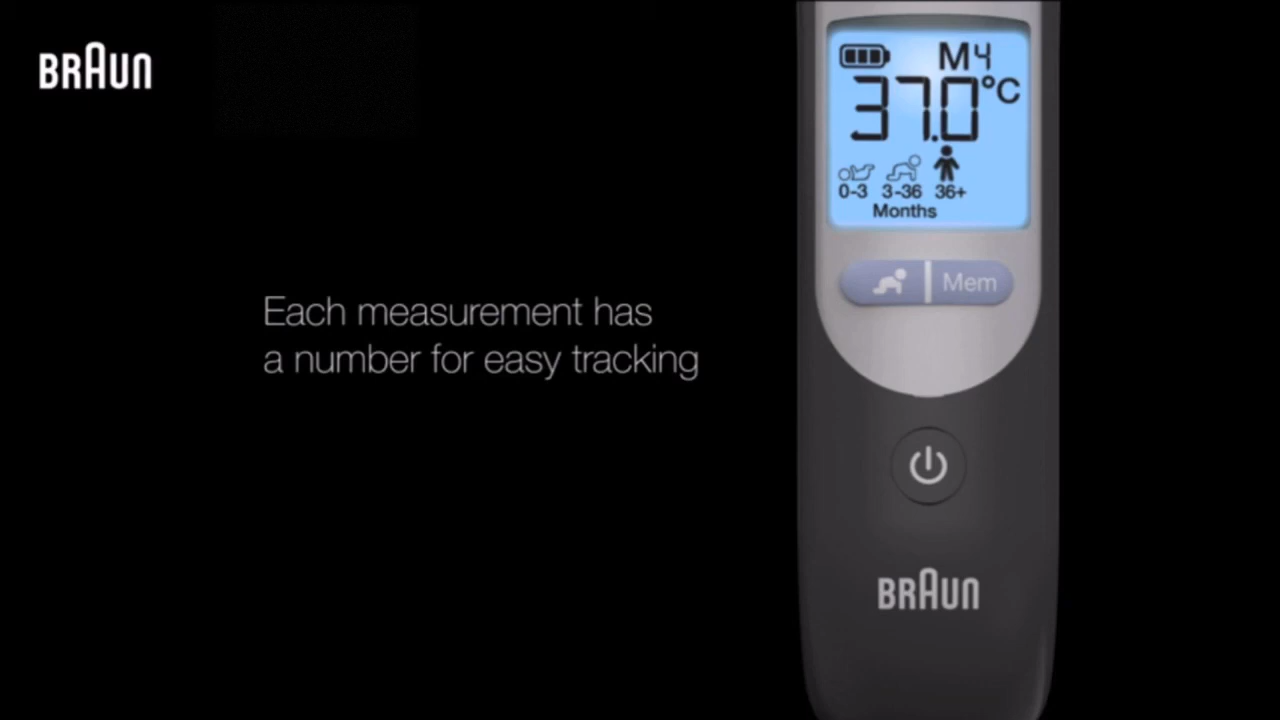 BRAUN
Each measurement has
a number for easy tracking
M4
37.0°C
0-3 3-36 36+
Months
Mem
BRAUN